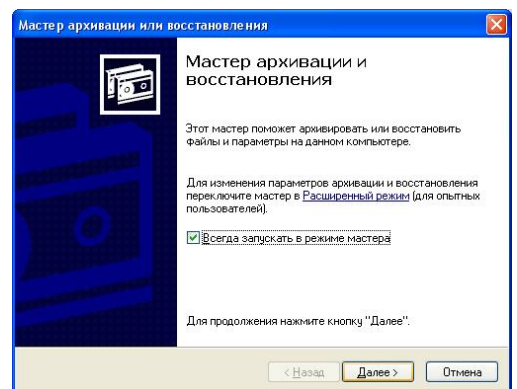 Мастер архивации или восстановления
Мастер архивации и
восстановления
Этот мастер поможет архивировать или восстановить
файлы и параметры на данном компьютере.
Для изменения параметров архивации и восстановления
переключите мастер в Расширенный режим (для опытных
пользователей).
Всегда запускать в режиме мастера
Для продолжения нажмите кнопку "Далее".
< Назад Далее > Отмена